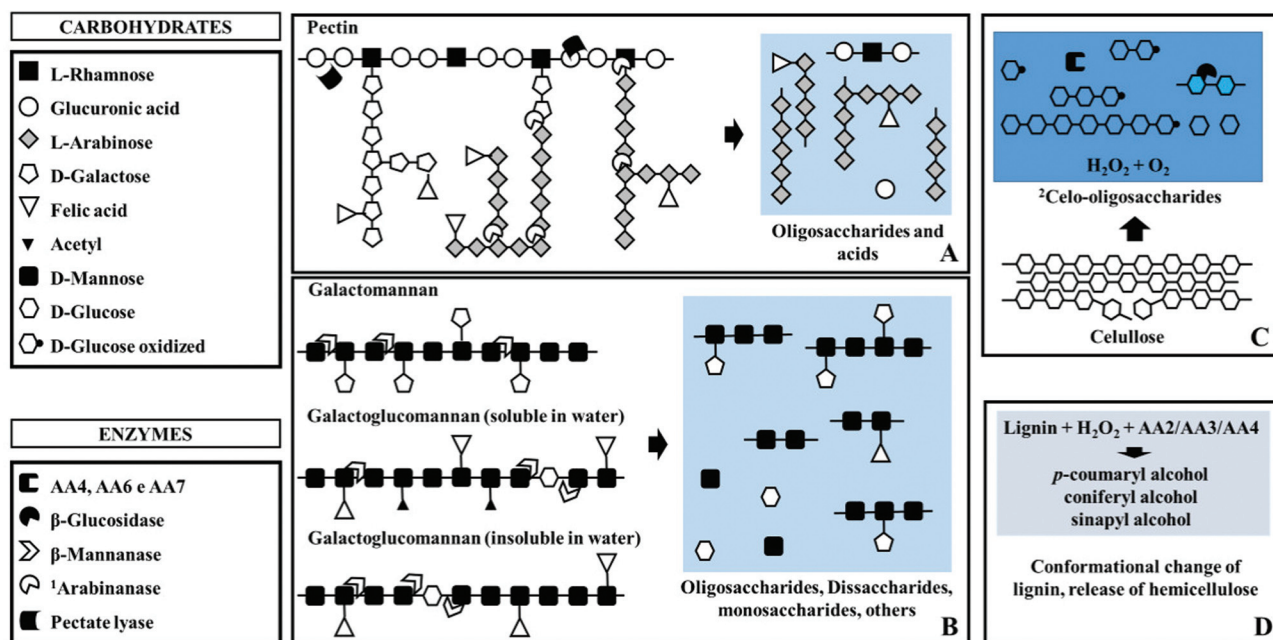 CARBOHYDRATES
L-Rhamnose
Glucuronic acid
L-Arabinose
D-Galactose
Felic acid
Acetyl
D-Mannose
D-Glucose
D-Glucose oxidized
ENZYMES
AA4, AA6 e AA7
β-Glucosidase
β-Mannanase
¹Arabinanase
Pectate lyase
Pectin
Oligosaccharides and
acids
A
Galactomannan
Galactoglucomannan (soluble in water)
Galactoglucomannan (insoluble in water)
Oligosaccharides, Dissaccharides,
monosaccharides, others
B
H₂O₂ + O₂
²Celo-oligosaccharides
Celullose
C
Lignin + H₂O₂ + AA2/AA3/AA4
p-coumaryl alcohol
coniferyl alcohol
sinapyl alcohol
Conformational change of
lignin, release of hemicellulose
D